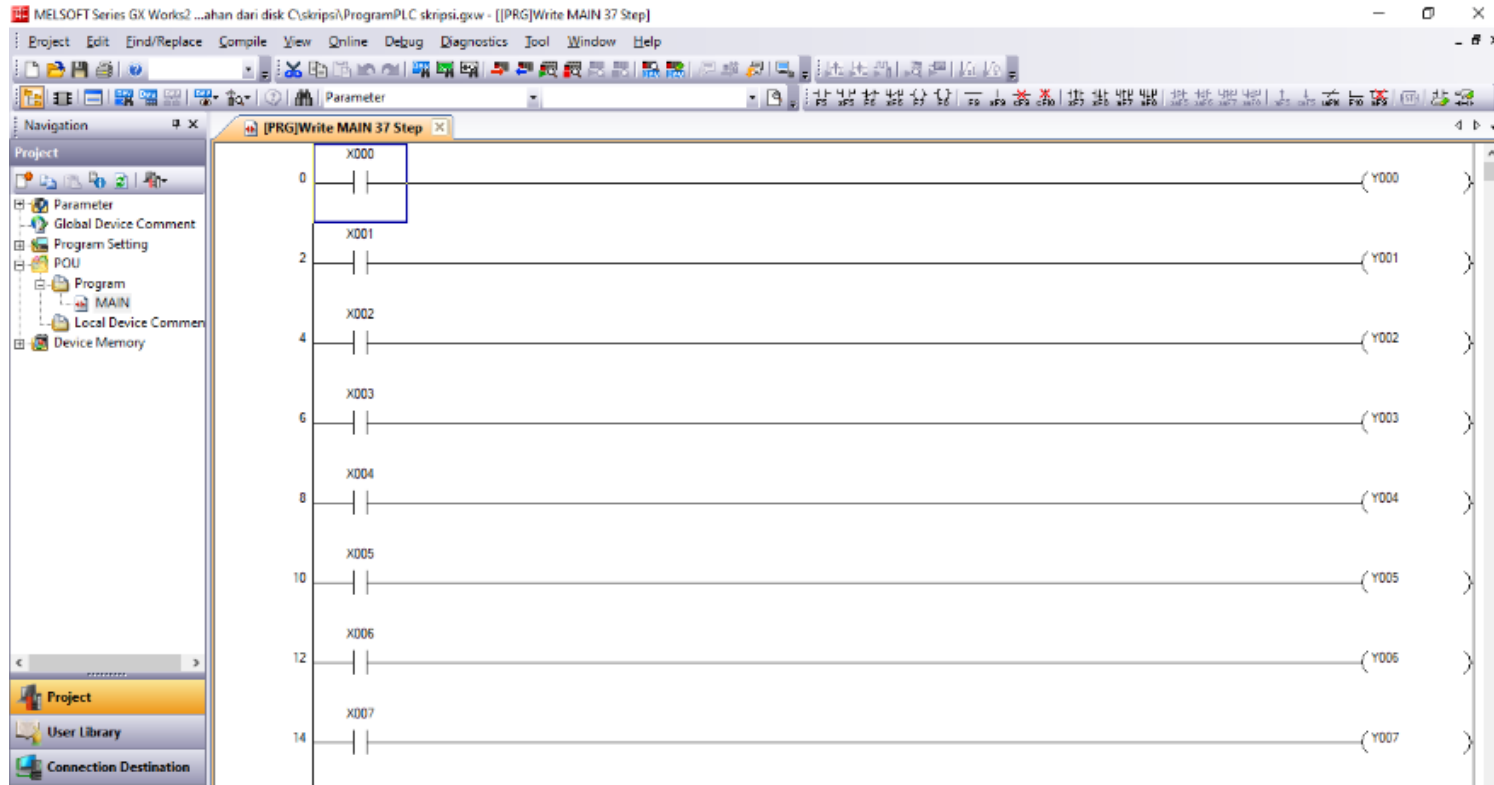 MELSOFT Series GX Works2 ...ahan dari disk C\skripsi\ProgramPLC skripsi.gxw - [[PRG]Write MAIN 37 Step]
Project Edit Find/Replace Compile View Online Debug Diagnostics Tool Window Help
Parameter
Navigation
[PRG]Write MAIN 37 Step
Project
Parameter
Global Device Comment
Program Setting
POU
Program
MAIN
Local Device Commen
Device Memory
Project
User Library
Connection Destination
X000
0 Y000
X001
2 Y001
X002
4 Y002
X003
6 Y003
X004
8 Y004
X005
10 Y005
X006
12 Y006
X007
14 Y007